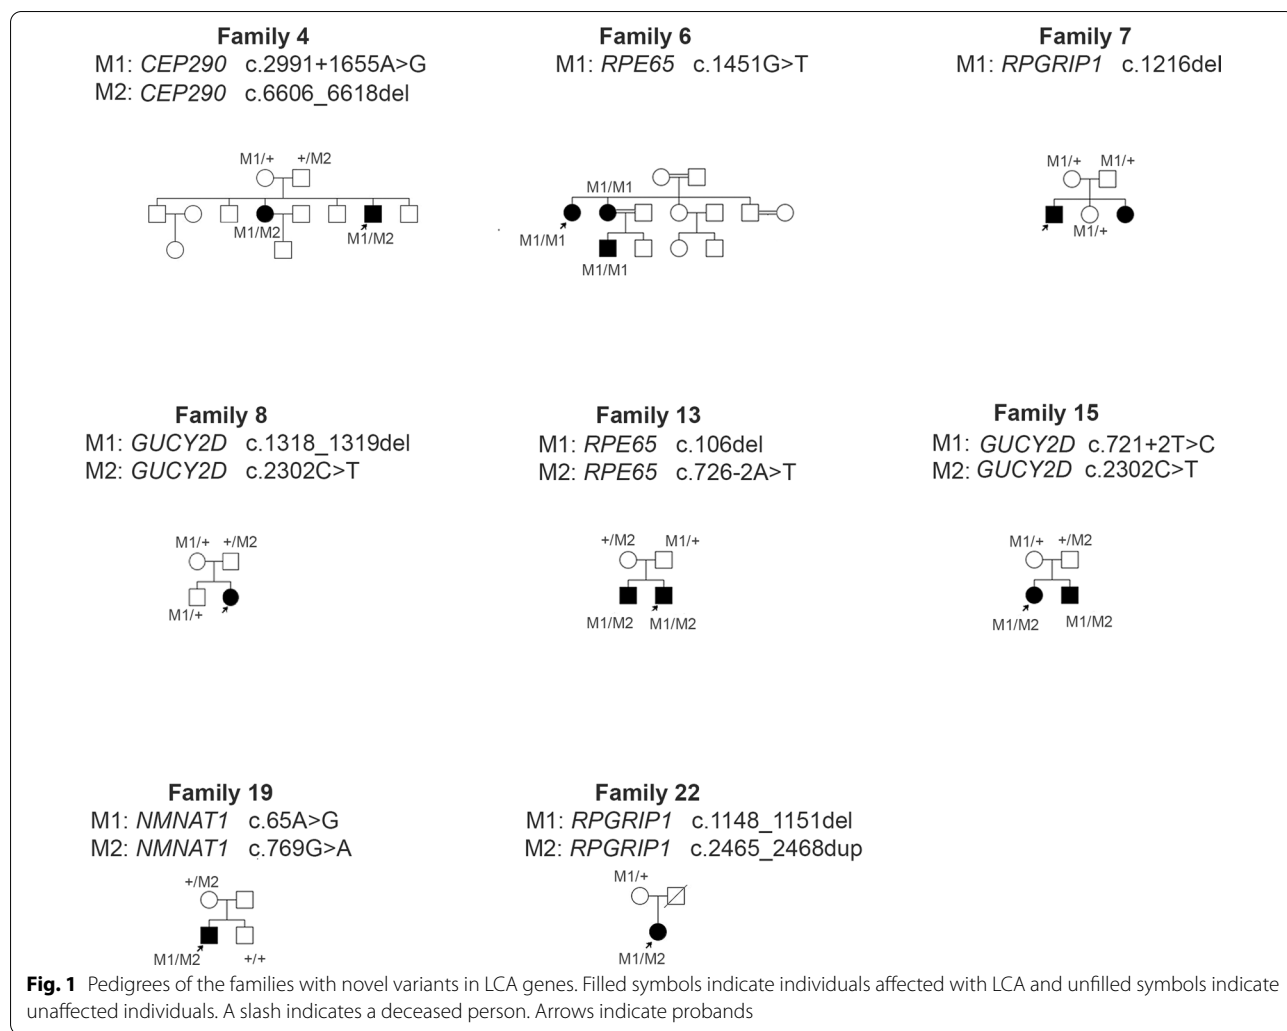 Family 4
M1: CEP290 c.2991+1655A>G
M2: CEP290 c.6606_6618del
M1/+ +/M2
M1/M2 M1/M2
Family 6
M1: RPE65 c.1451G>T
M1/M1
M1/M1
M1/M1
Family 7
M1: RPGRIP1 c.1216del
M1/+ M1/+
M1/+
Family 8
M1: GUCY2D c.1318_1319del
M2: GUCY2D c.2302C>T
M1/+ +/M2
M1/+
Family 13
M1: RPE65 c.106del
M2: RPE65 c.726-2A>T
+/M2 M1/+
M1/M2 M1/M2
Family 15
M1: GUCY2D c.721+2T>C
M2: GUCY2D c.2302C>T
M1/+ +/M2
M1/M2 M1/M2
Family 19
M1: NMNAT1 c.65A>G
M2: NMNAT1 c.769G>A
+/M2
M1/M2 +/+
Family 22
M1: RPGRIP1 c.1148_1151del
M2: RPGRIP1 c.2465_2468dup
M1/+
M1/M2
Fig. 1 Pedigrees of the families with novel variants in LCA genes. Filled symbols indicate individuals affected with LCA and unfilled symbols indicate
unaffected individuals. A slash indicates a deceased person. Arrows indicate probands